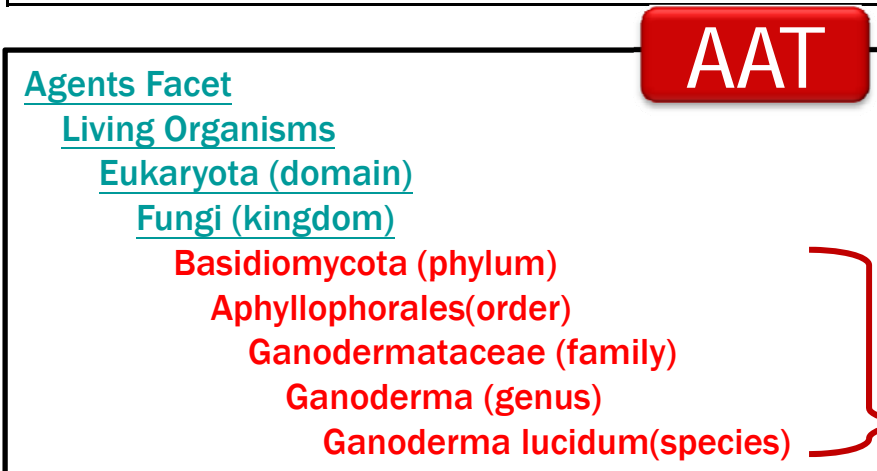 AAT
Agents Facet
Living Organisms
Eukaryota (domain)
Fungi (kingdom)
Basidiomycota (phylum)
Aphyllophorales(order)
Ganodermataceae (family)
Ganoderma (genus)
Ganoderma lucidum(species)